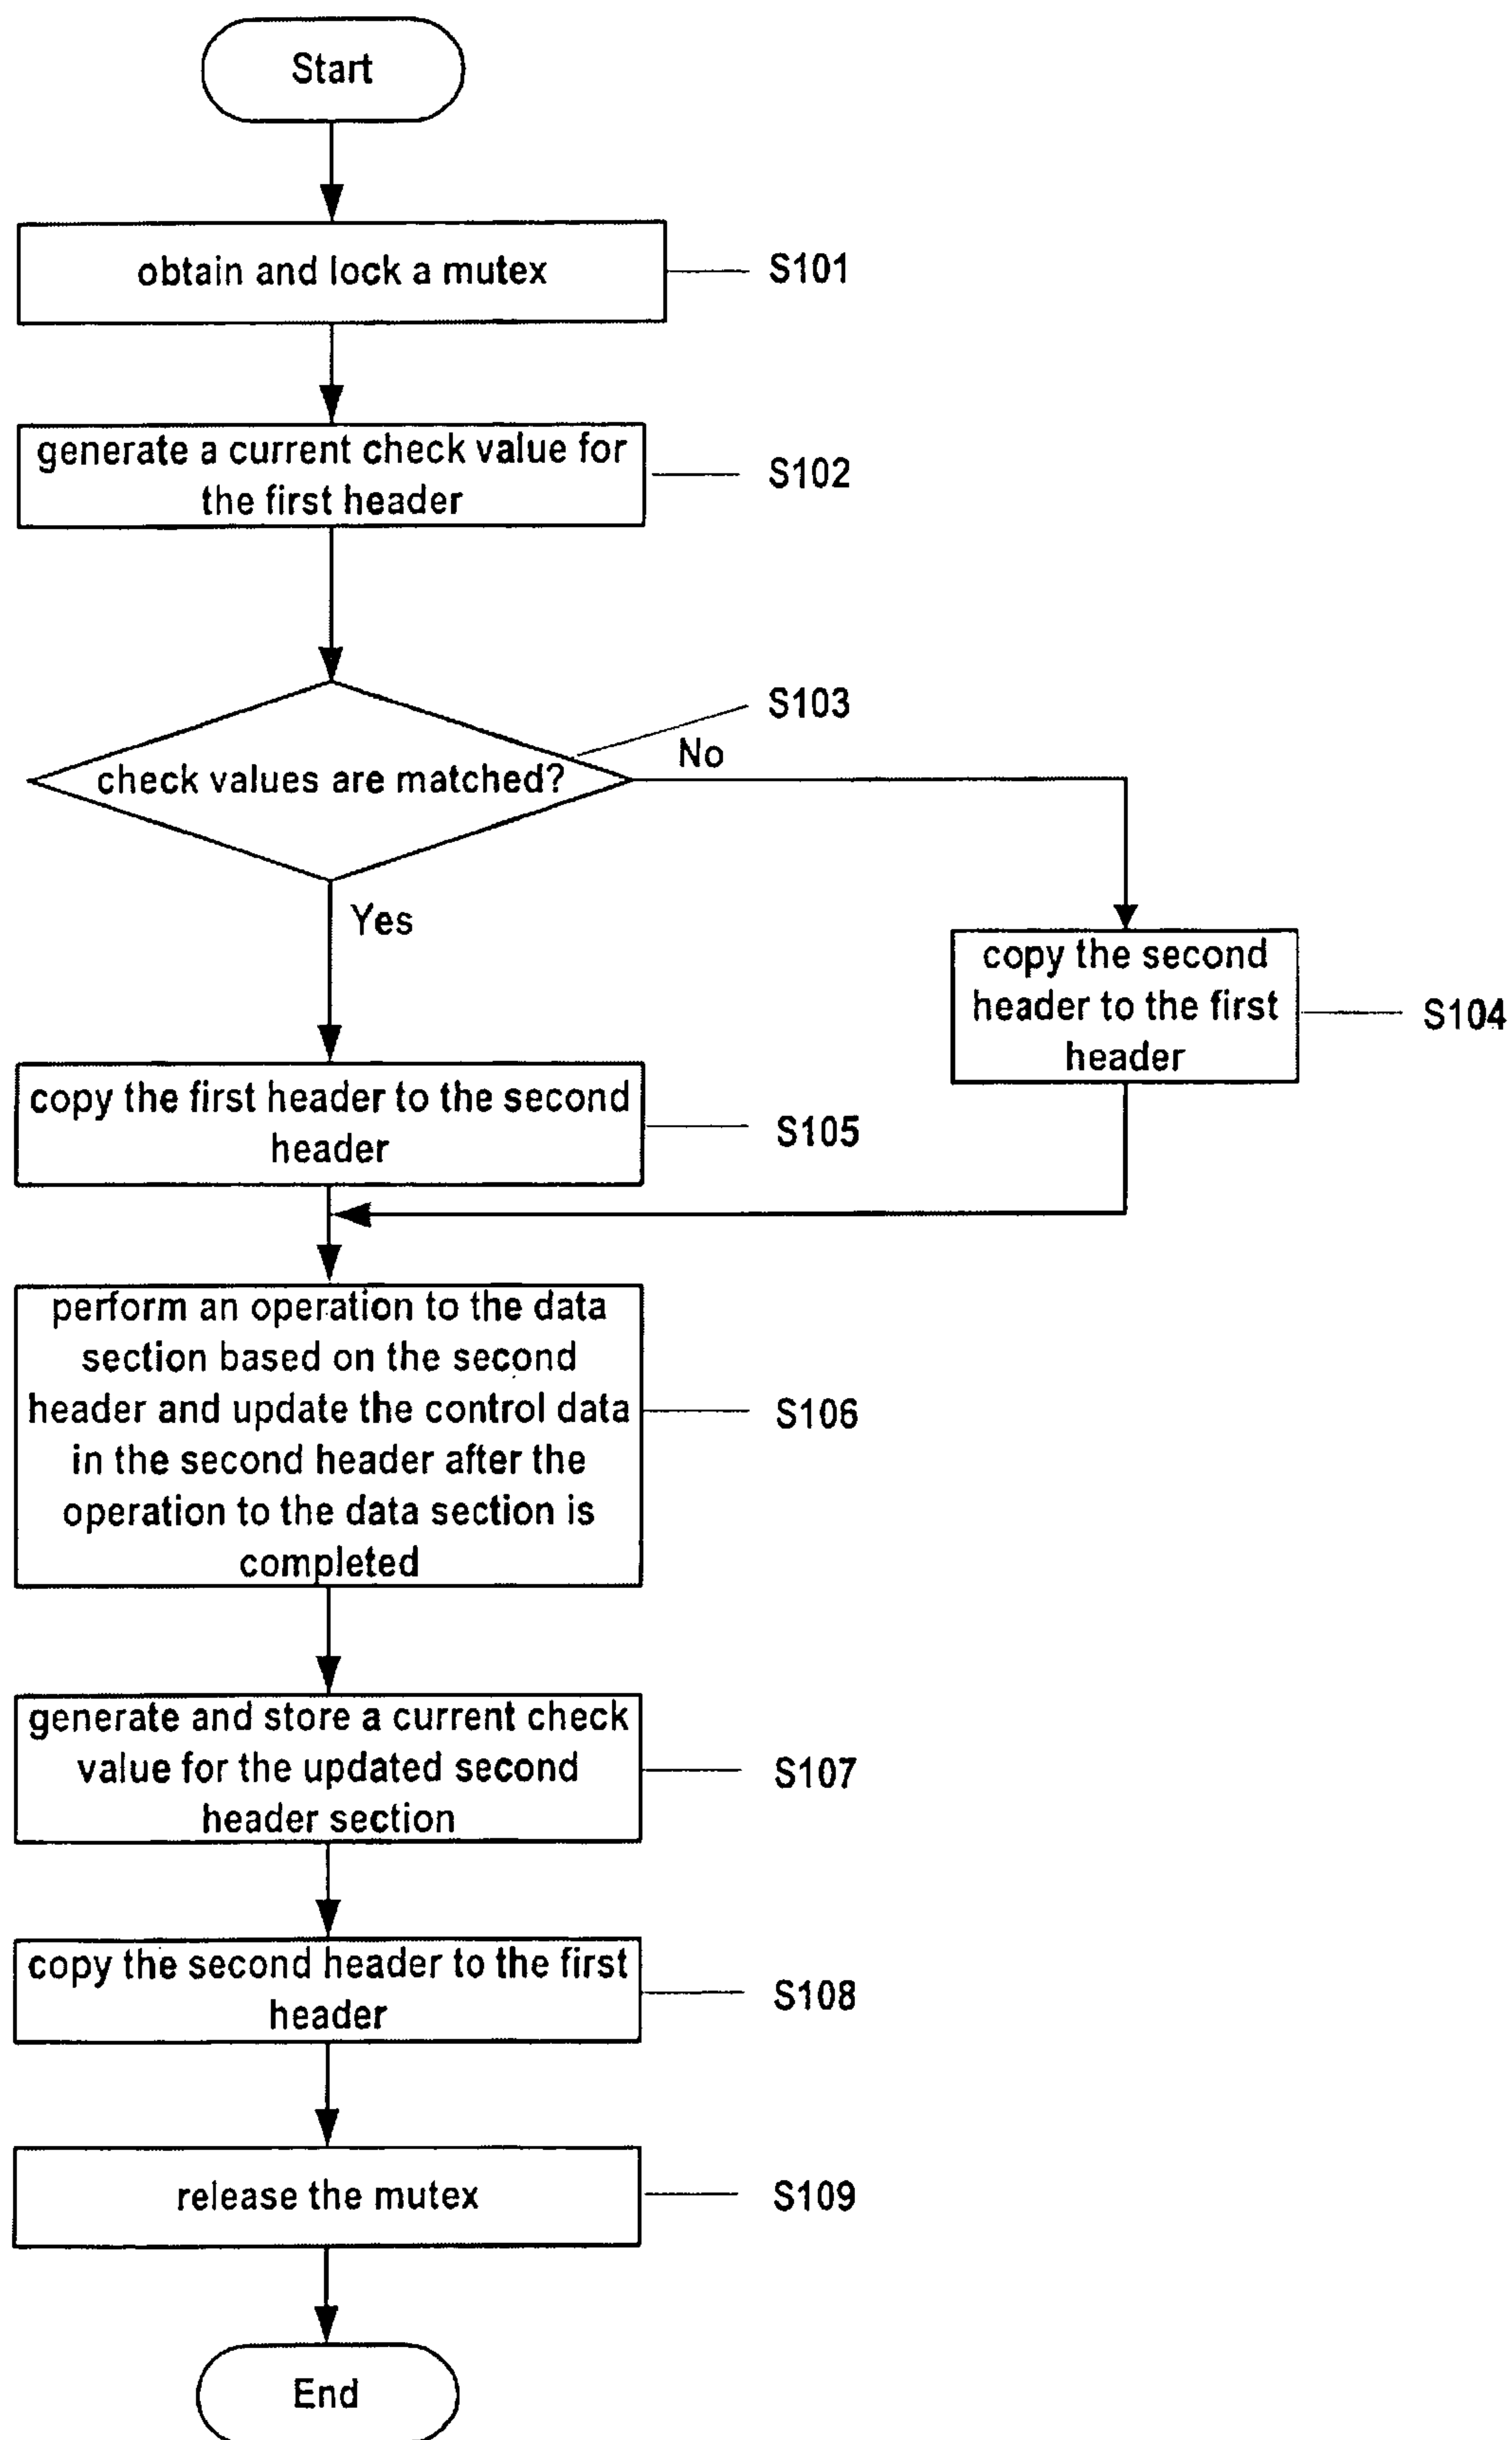 Start
obtain and lock a mutex
S101
generate a current check value for
the first header
S102
S103
check values are matched?
No
Yes
copy the second
header to the first
header
S104
copy the first header to the second
header
S105
perform an operation to the data
section based on the second
header and update the control data
in the second header after the
operation to the data section is
completed
S106
generate and store a current check
value for the updated second
header section
S107
copy the second header to the first
header
S108
release the mutex
S109
End